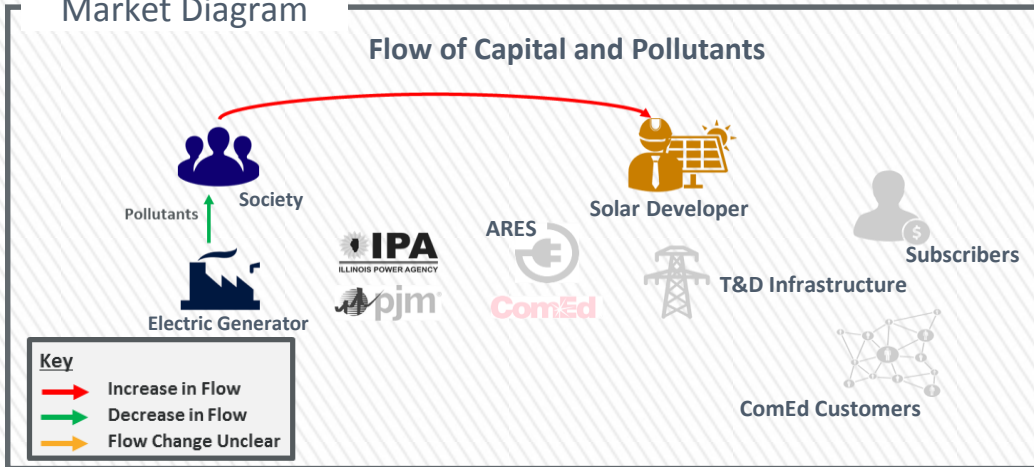 Market Diagram
Flow of Capital and Pollutants
Society
Pollutants
Solar Developer
ARES
IPA
ILLINOIS POWER AGENCY
pjm
ComEd
Subscribers
$
T&D Infrastructure
Electric Generator
ComEd Customers
Key
Increase in Flow
Decrease in Flow
Flow Change Unclear